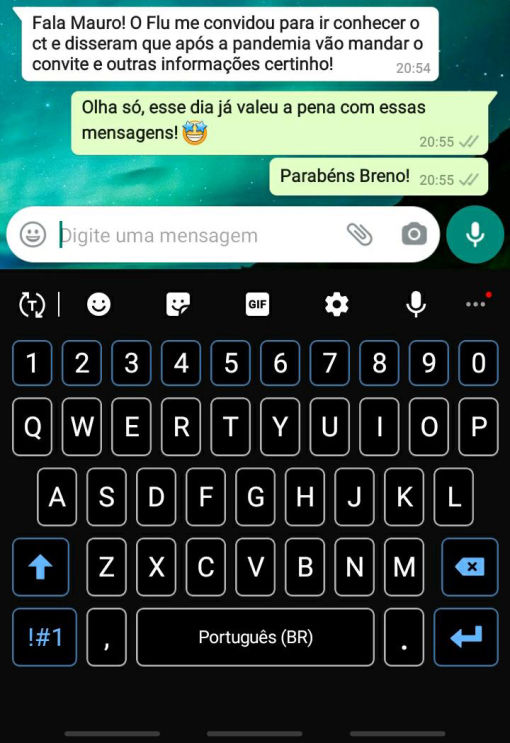 Fala Mauro! O Flu me convidou para ir conhecer o
ct e disseram que após a pandemia vão mandar o
convite e outras informações certinho!
20:54
Olha só, esse dia já valeu a pena com essas
mensagens! 🤩
20:55
Parabéns Breno! 20:55
Digite uma mensagem
T GIF
1 2 3 4 5 6 7 8 9 0
Q W E R T Y U I O P
A S D F G H J K L
Z X C V B N M
!#1 , Português (BR) .